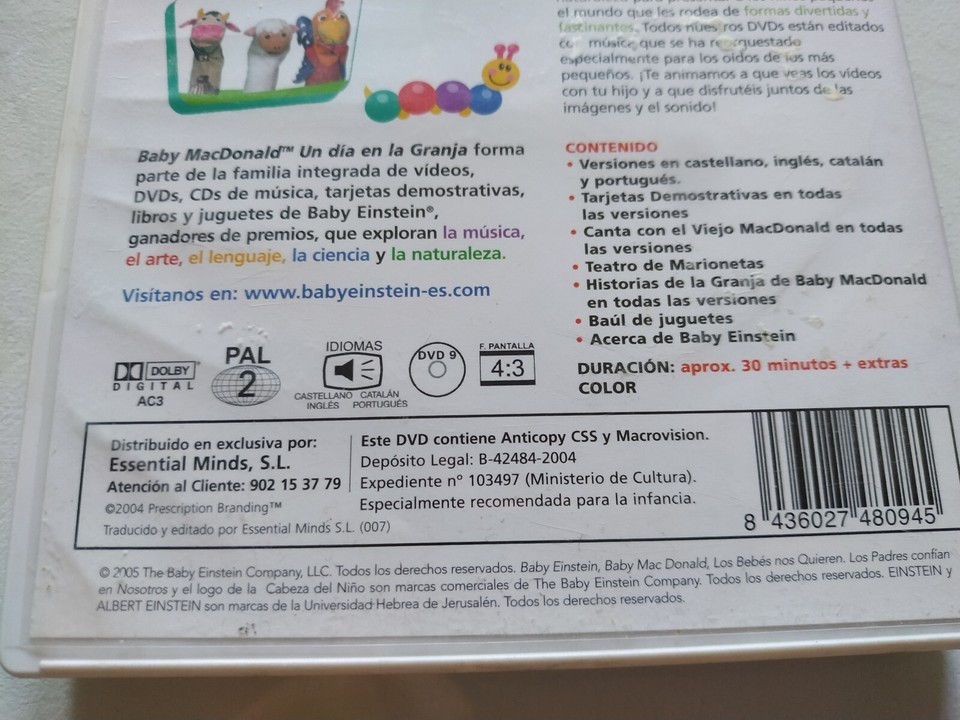 el mundo que les rodea de formas divertidas y
fascinantes. Todos nuestros DVDs están editados
con música que se ha reorquestado
especialmente para los oídos de los más
pequeños. ¡Te animamos a que veas los vídeos
con tu hijo y a que disfrutéis juntos de las
imágenes y el sonido!
Baby MacDonald™ Un día en la Granja forma
parte de la familia integrada de vídeos,
DVDs, CDs de música, tarjetas demostrativas,
libros y juguetes de Baby Einstein®,
ganadores de premios, que exploran la música,
el arte, el lenguaje, la ciencia y la naturaleza.
Visítanos en: www.babyeinstein-es.com
CONTENIDO
• Versiones en castellano, inglés, catalán
y portugués.
• Tarjetas Demostrativas en todas
las versiones
• Canta con el Viejo MacDonald en todas
las versiones
• Teatro de Marionetas
• Historias de la Granja de Baby MacDonald
en todas las versiones
• Baúl de juguetes
• Acerca de Baby Einstein
DURACIÓN: aprox. 30 minutos + extras
COLOR
DOLBY
DIGITAL
AC3
PAL
2
IDIOMAS
CASTELLANO CATALÁN
INGLÉS PORTUGUÉS
DVD 9
F. PANTALLA
4:3
Distribuido en exclusiva por:
Essential Minds, S.L.
Atención al Cliente: 902 15 37 79
©2004 Prescription Branding™
Traducido y editado por Essential Minds S.L. (007)
Este DVD contiene Anticopy CSS y Macrovision.
Depósito Legal: B-42484-2004
Expediente nº 103497 (Ministerio de Cultura).
Especialmente recomendada para la infancia.
8 436027 480945
© 2005 The Baby Einstein Company, LLC. Todos los derechos reservados. Baby Einstein, Baby Mac Donald, Los Bebés nos Quieren. Los Padres confían
en Nosotros y el logo de la Cabeza del Niño son marcas comerciales de The Baby Einstein Company. Todos los derechos reservados. EINSTEIN y
ALBERT EINSTEIN son marcas de la Universidad Hebrea de Jerusalén. Todos los derechos reservados.